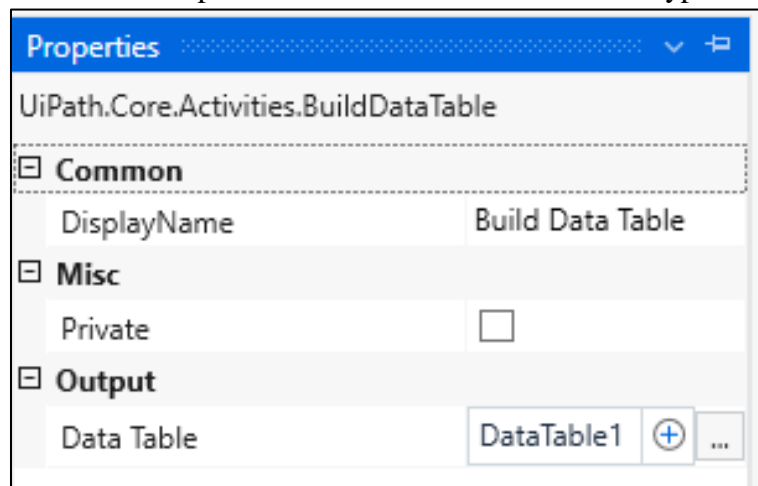 Properties
UiPath.Core.Activities.BuildDataTable
Common
DisplayName Build Data Table
Misc
Private
Output
Data Table DataTable1 ...